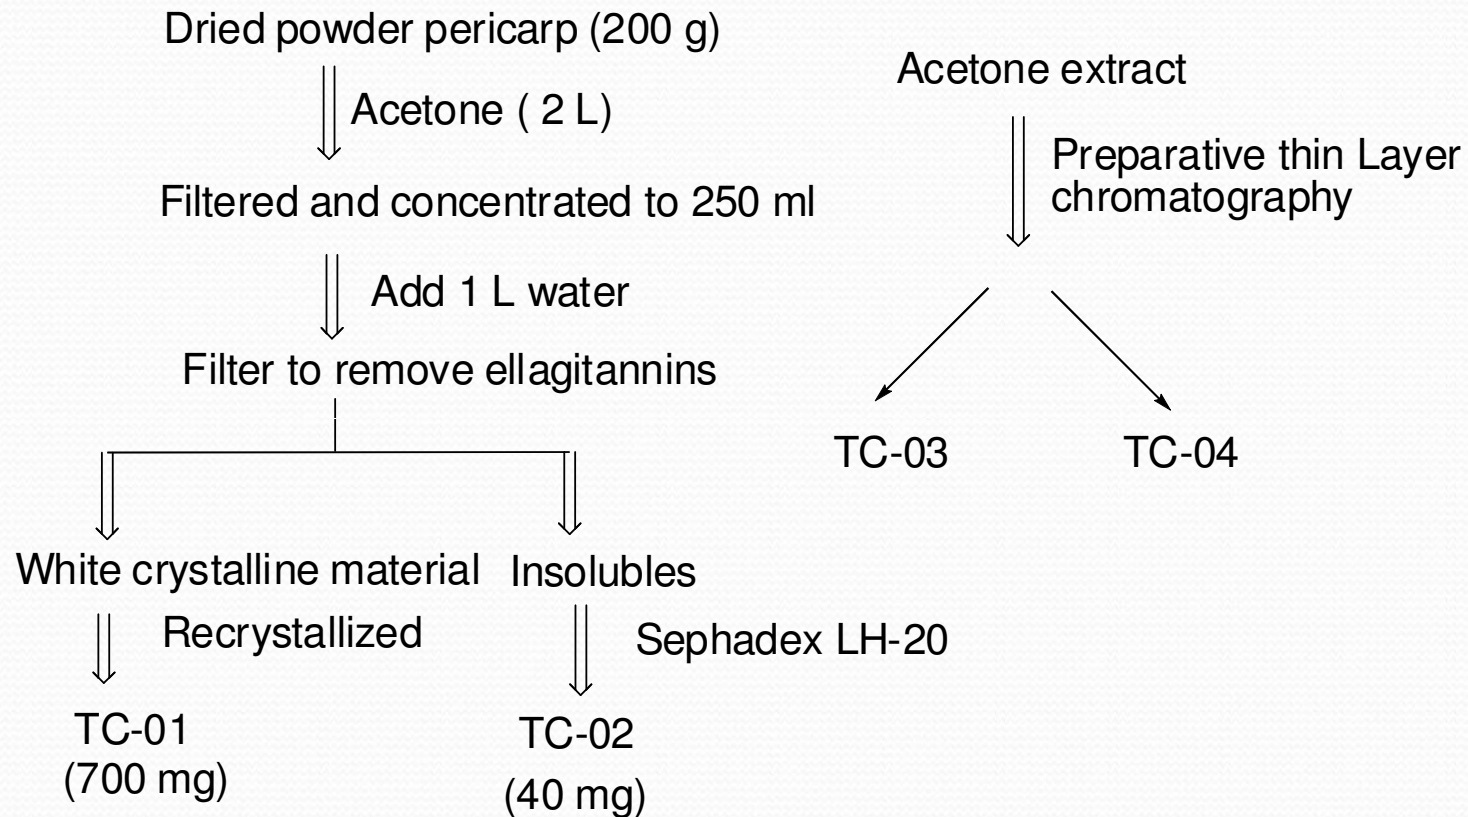 Dried powder pericarp (200 g)
Acetone ( 2 L)
Filtered and concentrated to 250 ml
Add 1 L water
Filter to remove ellagitannins
White crystalline material
Recrystallized
TC-01
(700 mg)
Insolubles
Sephadex LH-20
TC-02
(40 mg)
Acetone extract
Preparative thin Layer
chromatography
TC-03
TC-04